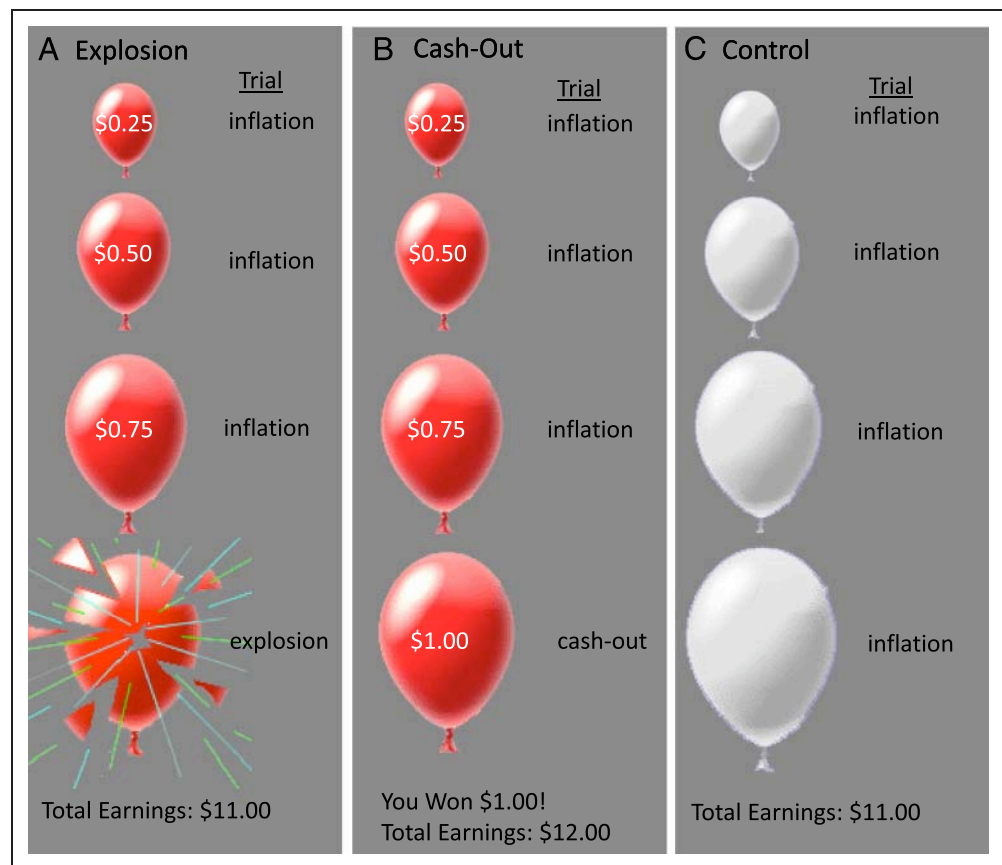 A Explosion
Trial
$0.25 inflation
$0.50 inflation
$0.75 inflation
explosion
Total Earnings: $11.00
B Cash-Out
Trial
$0.25 inflation
$0.50 inflation
$0.75 inflation
$1.00 cash-out
You Won $1.00!
Total Earnings: $12.00
C Control
Trial
inflation
inflation
inflation
inflation
Total Earnings: $11.00